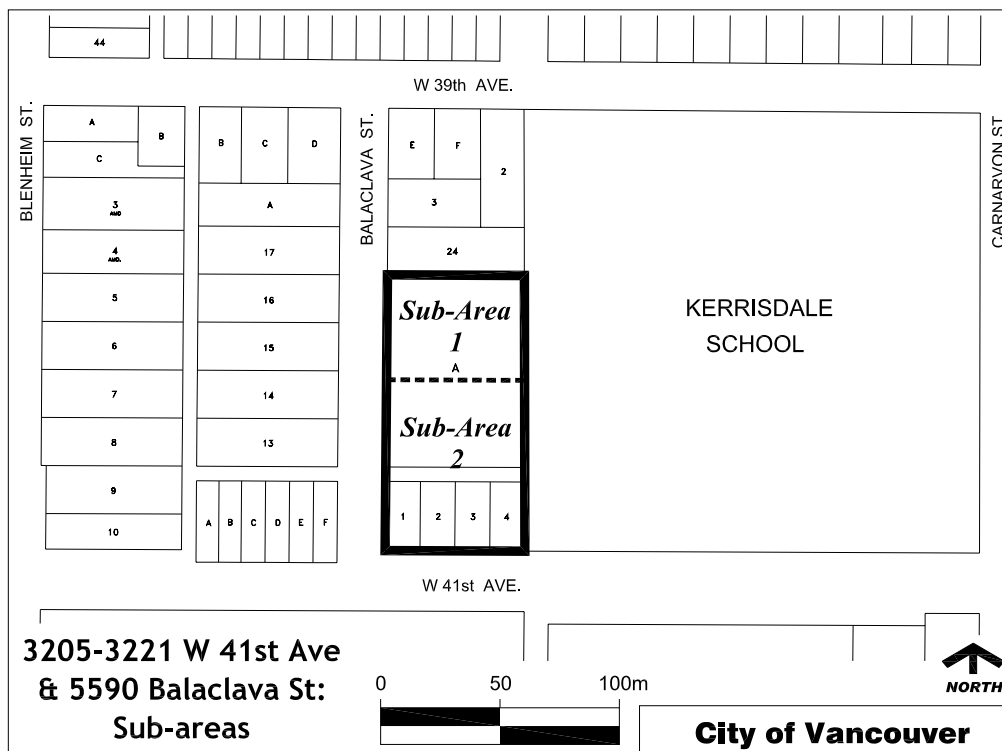 44
W 39th AVE.
BLENHEIM ST.
BALACLAVA ST.
CARNARVON ST.
A
B
C
3
AMD
4
AMD.
5
6
7
8
9
10
B
C
D
A
17
16
15
14
13
A
B
C
D
E
F
E
F
2
3
24
Sub-Area
1
A
Sub-Area
2
1
2
3
4
KERRISDALE
SCHOOL
W 41st AVE.
3205-3221 W 41st Ave
& 5590 Balaclava St:
Sub-areas
0
50
100m
NORTH
City of Vancouver